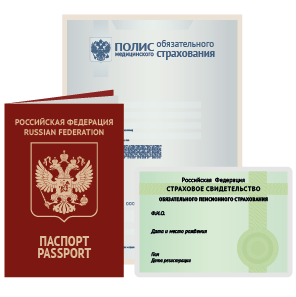 ПОЛИС обязательного
медицинского страхования
РОССИЙСКАЯ ФЕДЕРАЦИЯ
RUSSIAN FEDERATION
ПАСПОРТ
PASSPORT
Российская Федерация
СТРАХОВОЕ СВИДЕТЕЛЬСТВО
ОБЯЗАТЕЛЬНОГО ПЕНСИОННОГО СТРАХОВАНИЯ
Ф.И.О.
Дата и место рождения
Пол
Дата регистрации